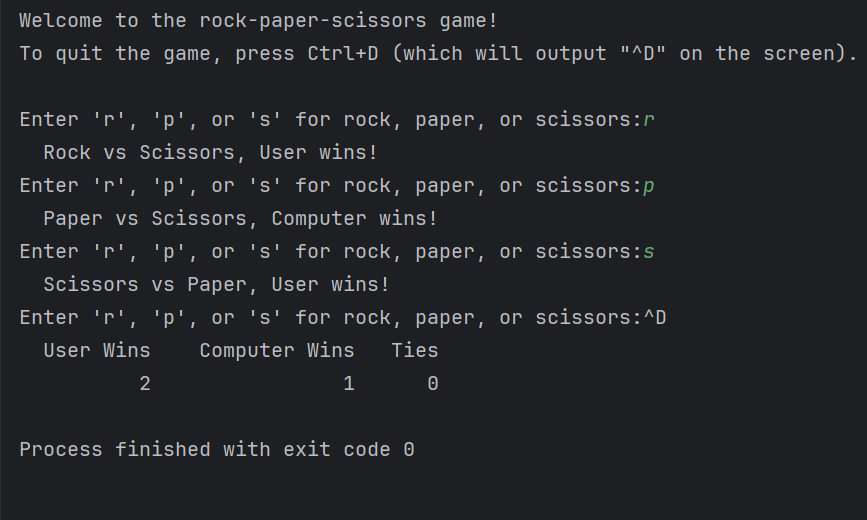 Welcome to the rock-paper-scissors game!
To quit the game, press Ctrl+D (which will output "^D" on the screen).
Enter 'r', 'p', or 's' for rock, paper, or scissors:r
  Rock vs Scissors, User wins!
Enter 'r', 'p', or 's' for rock, paper, or scissors:p
  Paper vs Scissors, Computer wins!
Enter 'r', 'p', or 's' for rock, paper, or scissors:s
  Scissors vs Paper, User wins!
Enter 'r', 'p', or 's' for rock, paper, or scissors:^D
  User Wins    Computer Wins   Ties
          2                1      0
Process finished with exit code 0